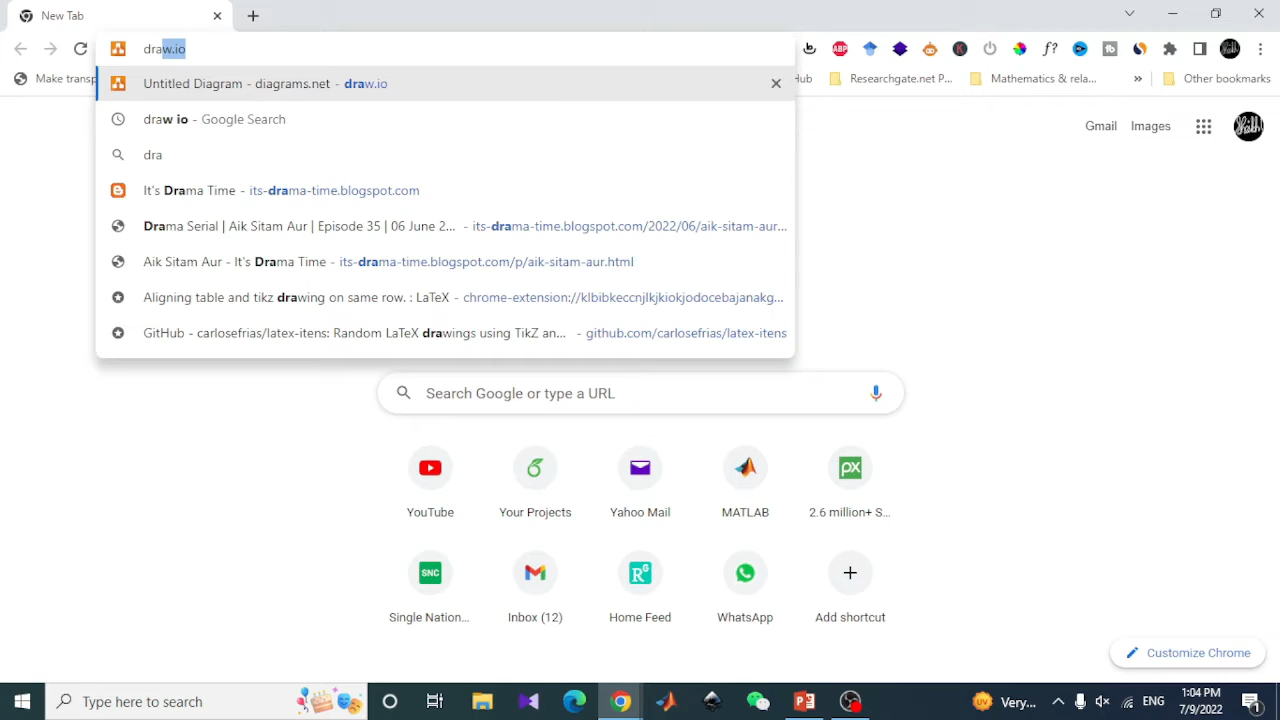 New Tab
draw.io
Make transp
Hub
Researchgate.net P...
Mathematics & rela...
»
Other bookmarks
Untitled Diagram - diagrams.net - draw.io
draw io - Google Search
dra
It's Drama Time - its-drama-time.blogspot.com
Drama Serial | Aik Sitam Aur | Episode 35 | 06 June 2... - its-drama-time.blogspot.com/2022/06/aik-sitam-aur...
Aik Sitam Aur - It's Drama Time - its-drama-time.blogspot.com/p/aik-sitam-aur.html
Aligning table and tikz drawing on same row. : LaTeX - chrome-extension://klbibkeccnjlkjkiokjodocebajanakg...
GitHub - carlosefrias/latex-itens: Random LaTeX drawings using TikZ an... - github.com/carlosefrias/latex-itens
Gmail Images
Search Google or type a URL
YouTube
Your Projects
Yahoo Mail
MATLAB
2.6 million+ S...
Single Nation...
Inbox (12)
Home Feed
WhatsApp
Add shortcut
Customize Chrome
Type here to search
Very...
ENG
1:04 PM
7/9/2022